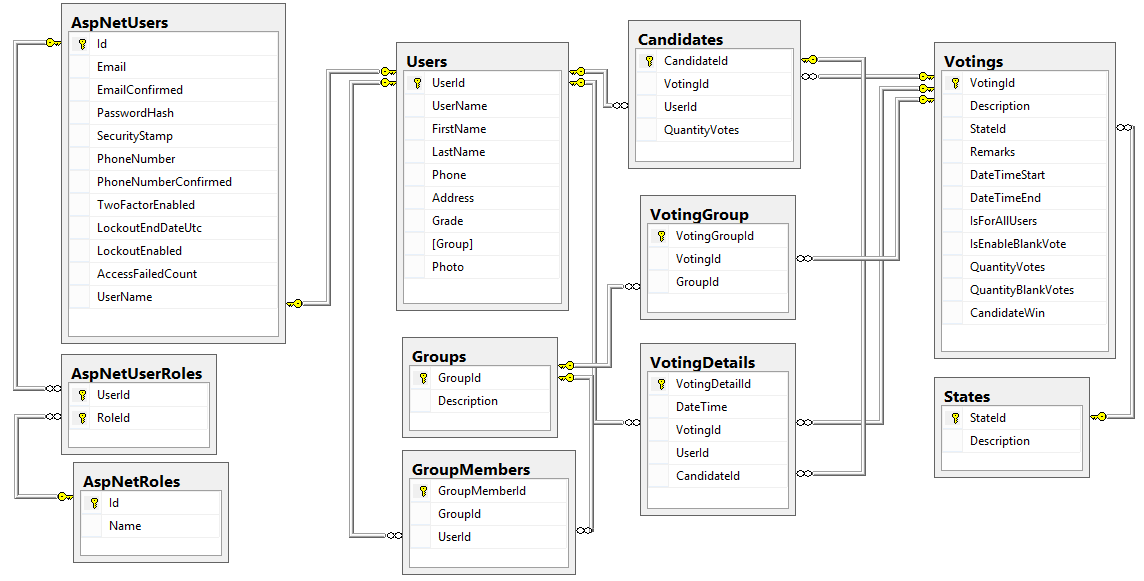 AspNetUsers
Id
Email
EmailConfirmed
PasswordHash
SecurityStamp
PhoneNumber
PhoneNumberConfirmed
TwoFactorEnabled
LockoutEndDateUtc
LockoutEnabled
AccessFailedCount
UserName
AspNetUserRoles
UserId
RoleId
AspNetRoles
Id
Name
Users
UserId
UserName
FirstName
LastName
Phone
Address
Grade
[Group]
Photo
Groups
GroupId
Description
GroupMembers
GroupMemberId
GroupId
UserId
Candidates
CandidateId
VotingId
UserId
QuantityVotes
VotingGroup
VotingGroupId
VotingId
GroupId
VotingDetails
VotingDetailId
DateTime
VotingId
UserId
CandidateId
Votings
VotingId
Description
StateId
Remarks
DateTimeStart
DateTimeEnd
IsForAllUsers
IsEnableBlankVote
QuantityVotes
QuantityBlankVotes
CandidateWin
States
StateId
Description